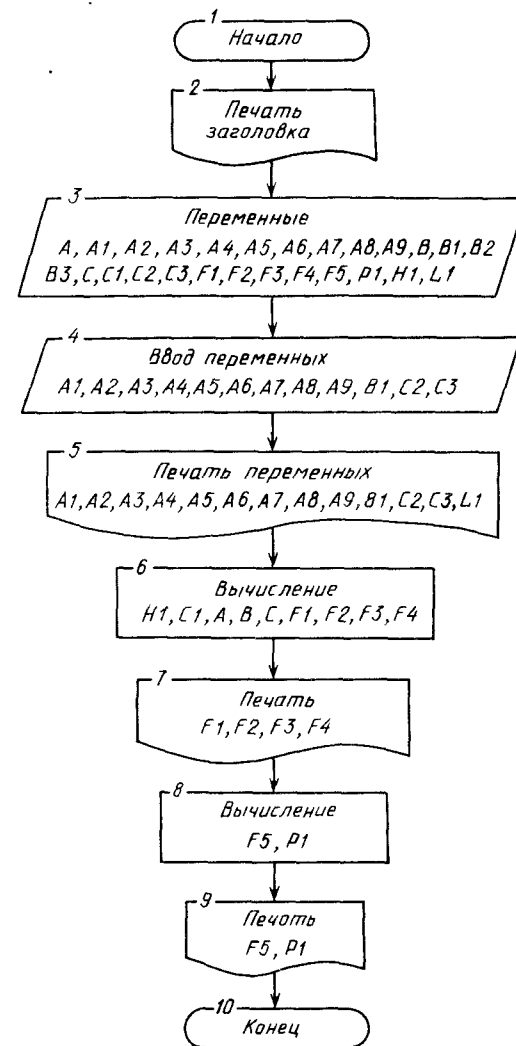 1
Начало
2
Печать
заголовка
3
Переменные
A, A1, A2, A3, A4, A5, A6, A7, A8, A9, B, B1, B2
B3, C, C1, C2, C3, F1, F2, F3, F4, F5, P1, H1, L1
4
Ввод переменных
A1, A2, A3, A4, A5, A6, A7, A8, A9, B1, C2, C3
5
Печать переменных
A1, A2, A3, A4, A5, A6, A7, A8, A9, B1, C2, C3, L1
6
Вычисление
H1, C1, A, B, C, F1, F2, F3, F4
7
Печать
F1, F2, F3, F4
8
Вычисление
F5, P1
9
Печать
F5, P1
10
Конец